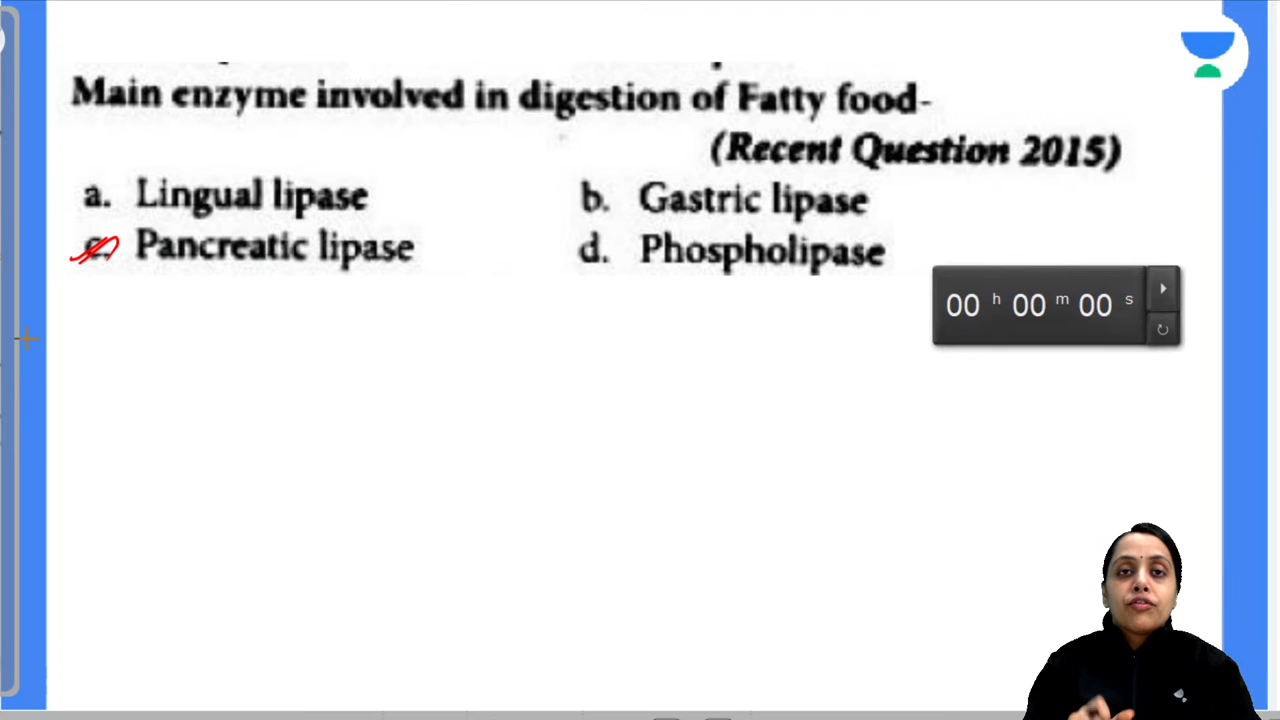 Main enzyme involved in digestion of Fatty food-
(Recent Question 2015)
a. Lingual lipase b. Gastric lipase
c. Pancreatic lipase d. Phospholipase
00 h 00 m 00 s